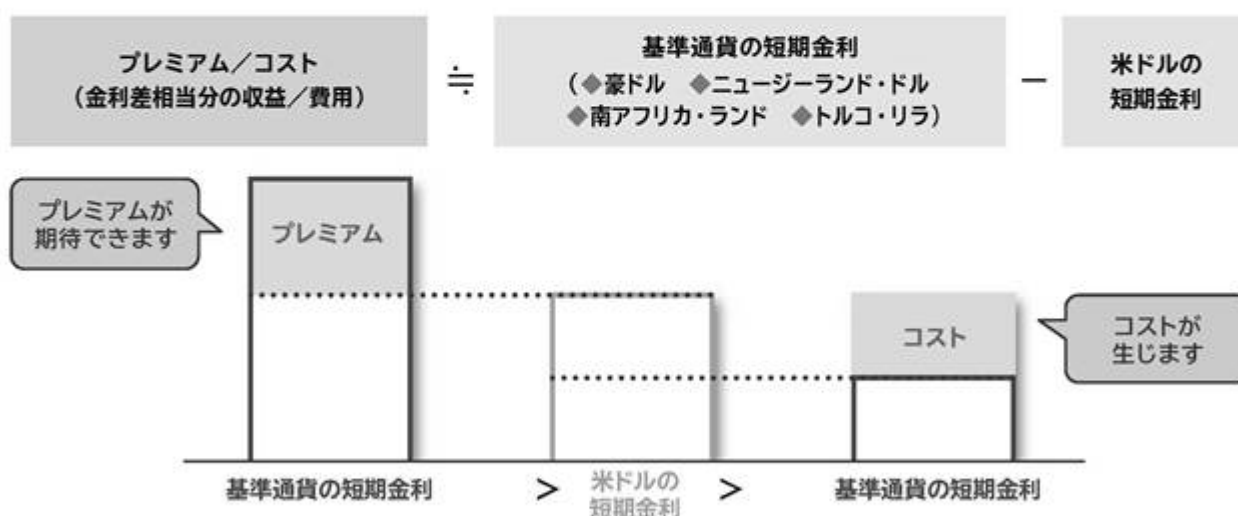 プレミアム／コスト
（金利差相当分の収益／費用）
≒
基準通貨の短期金利
（◆豪ドル　◆ニュージーランド・ドル
◆南アフリカ・ランド　◆トルコ・リラ）
－
米ドルの
短期金利
プレミアムが
期待できます
プレミアム
コスト
コストが
生じます
基準通貨の短期金利
＞
米ドルの
短期金利
＞
基準通貨の短期金利